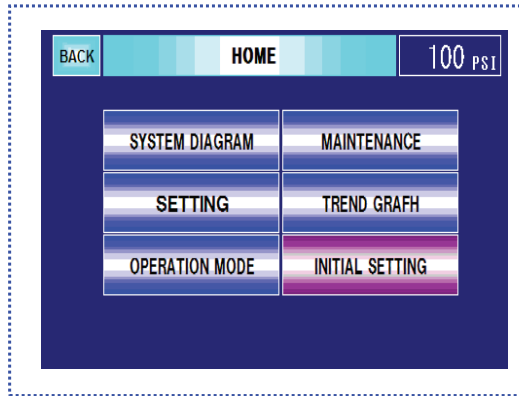 BACK HOME 100 PSI
SYSTEM DIAGRAM MAINTENANCE
SETTING TREND GRAFH
OPERATION MODE INITIAL SETTING